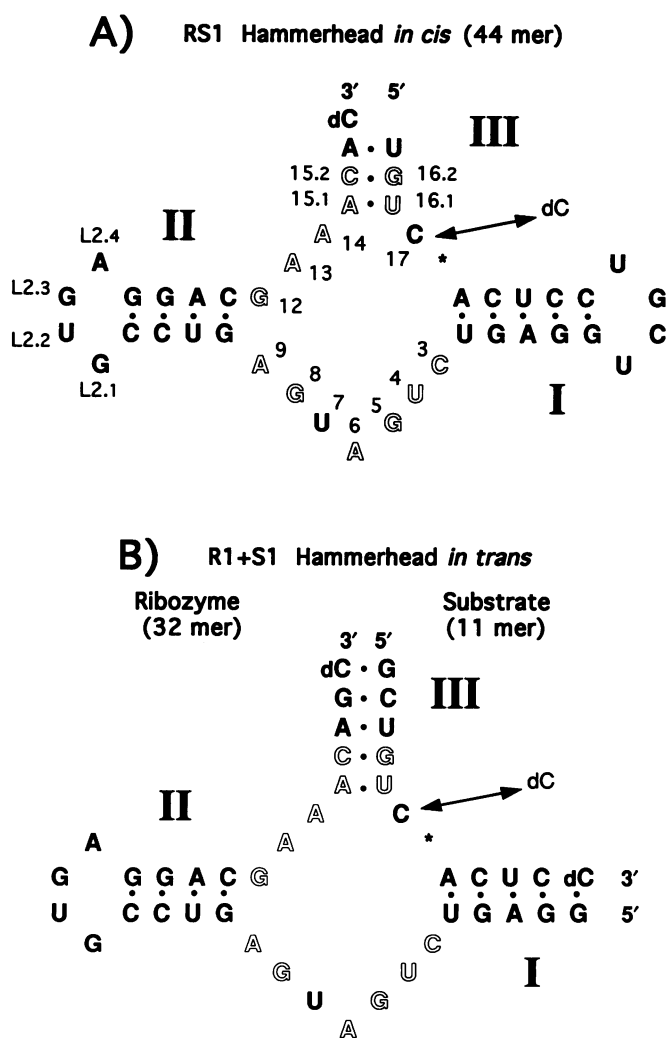 A) RS1 Hammerhead in cis (44 mer)
3′ 5′
dC
III
A • U
15.2 C • G 16.2
15.1 A • U 16.1
II
A 14 C dC
L2.4
A
A 13 17 *
U
L2.3 G G G A C G 12 A C U C C G
L2.2 U C C U G U G A G G C
G A 9 3 C U
L2.1 G 8 4 U I
U 7 5 G
6
A
B) R1+S1 Hammerhead in trans
Ribozyme Substrate
(32 mer) (11 mer)
3′ 5′
dC • G
III
G • C
A • U
C • G
A • U
dC
II A C
A A *
G G G A C G A C U C dC 3′
U C C U G U G A G G 5′
G A C
G U I
U G
A